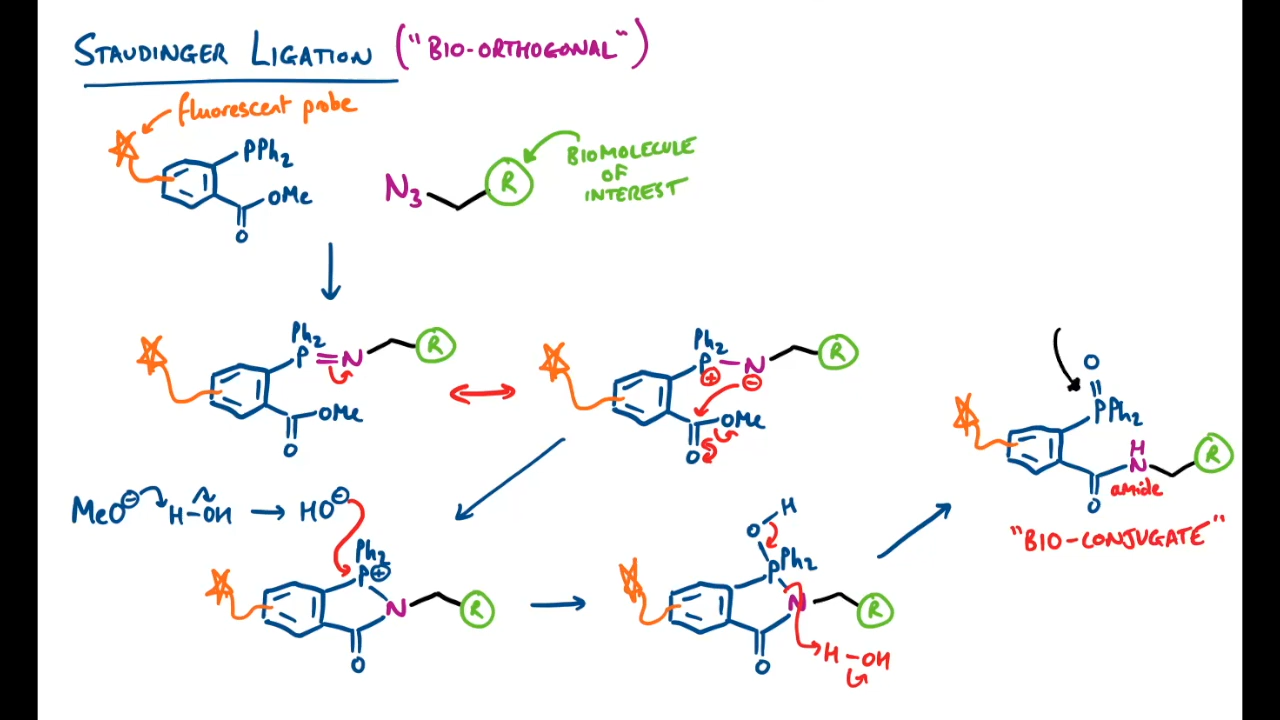 STAUDINGER LIGATION ("BIO-ORTHOGONAL")
fluorescent probe
PPh2
OMe
O
N3
R
BIOMOLECULE
OF
INTEREST
Ph2
P=N
R
OMe
O
Ph2
P-N
⊕ ⊖
R
OMe
O
O
PPh2
H
N
R
O
amide
"BIO-CONJUGATE"
MeO⊖ H-OH → HO⊖
Ph2
P⊕
N
R
O
O-H
PPh2
N
R
O
H-OH